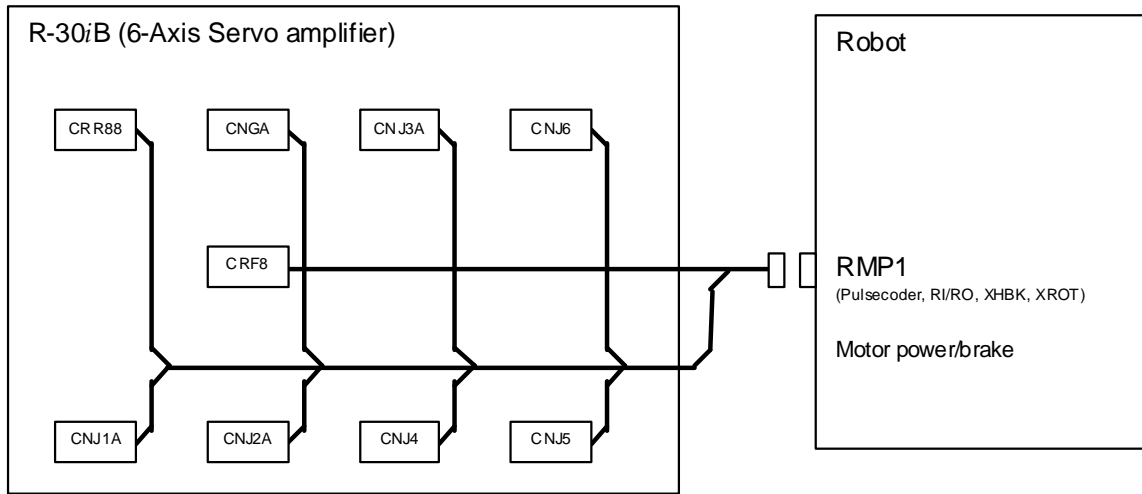 R-30iB (6-Axis Servo amplifier)
Robot
CRR88
CNGA
CNJ3A
CNJ6
CRF8
RMP1
(Pulsecoder, RI/RO, XHBK, XROT)
Motor power/brake
CNJ1A
CNJ2A
CNJ4
CNJ5